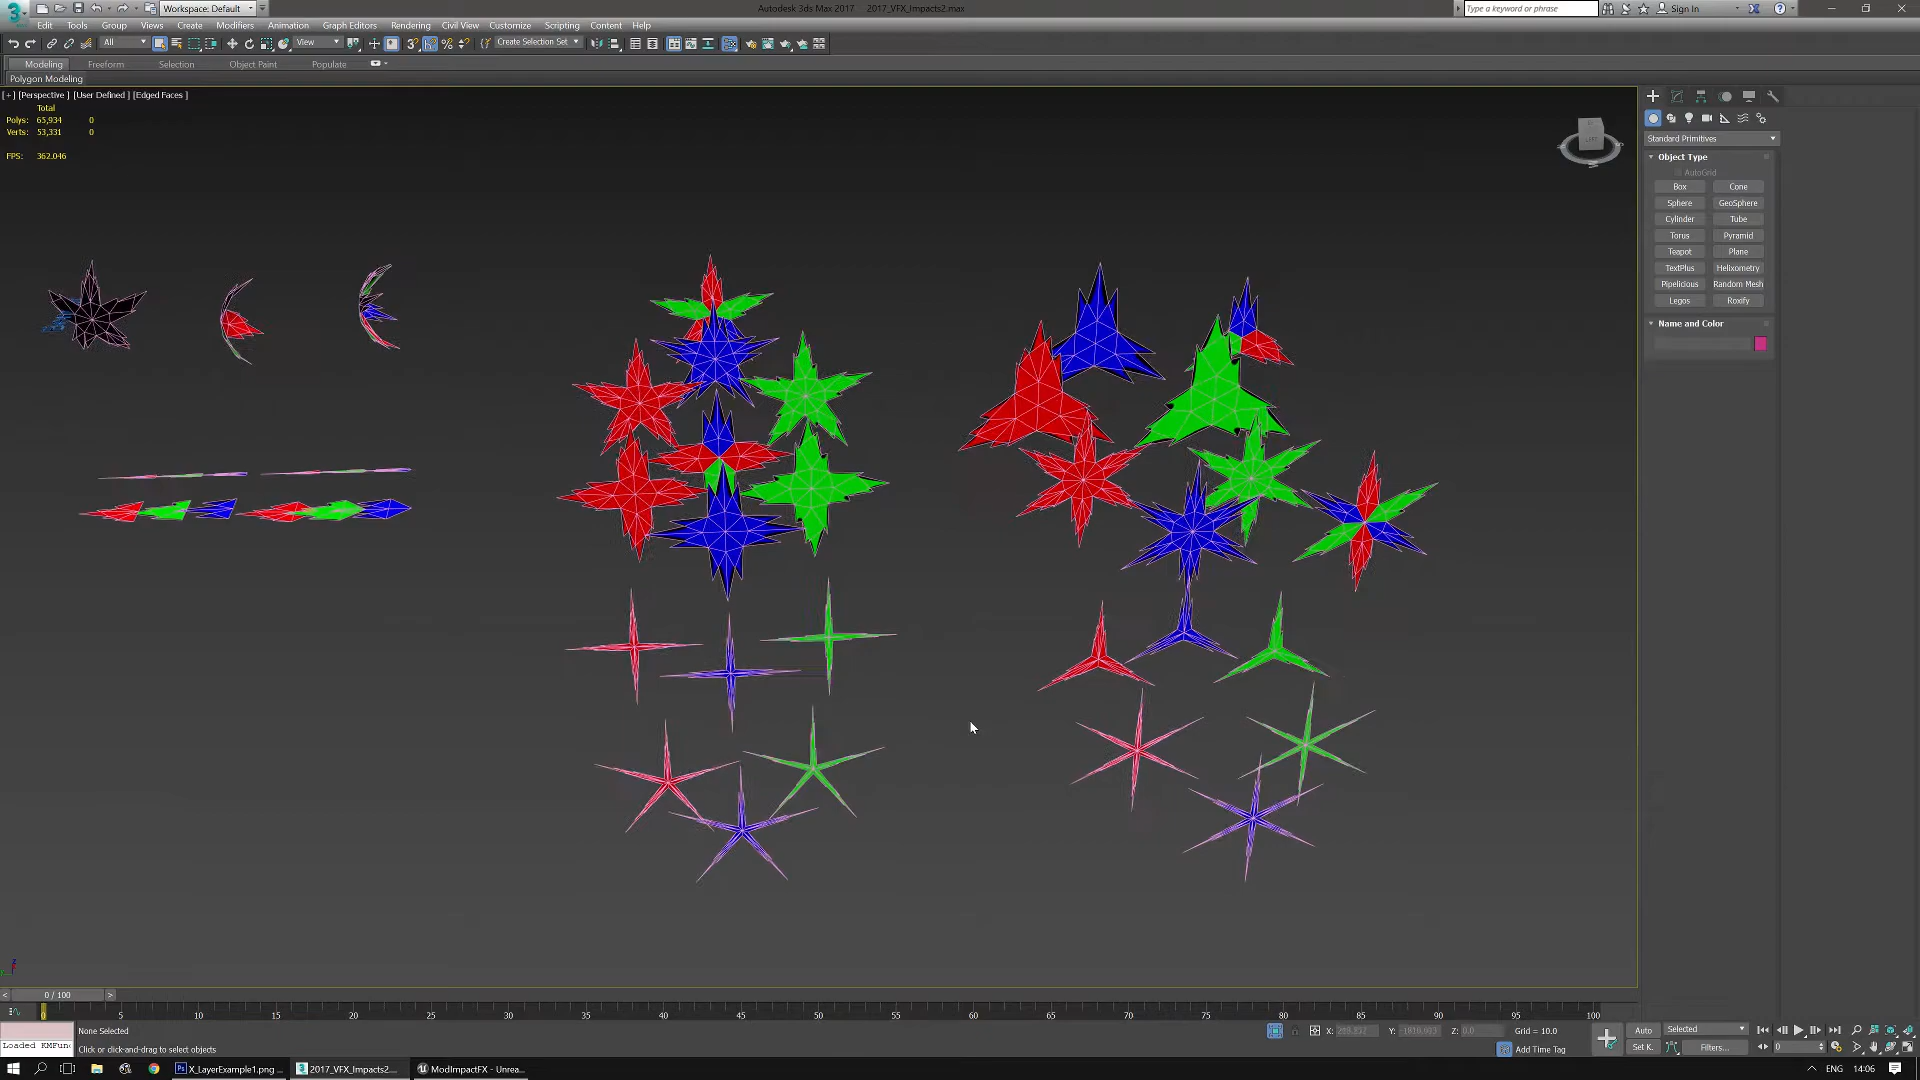 Workspace: Default
Autodesk 3ds Max 2017    2017_VFX_Impacts2.max
Type a keyword or phrase
Sign In
Edit Tools Group Views Create Modifiers Animation Graph Editors Rendering Civil View Customize Scripting Content Help
All View Create Selection Set
Modeling Freeform Selection Object Paint Populate
Polygon Modeling
[+] [Perspective] [User Defined] [Edged Faces]
Total
Polys: 65,934 0
Verts: 53,331 0
FPS: 362.046
Standard Primitives
Object Type
AutoGrid
Box Cone
Sphere GeoSphere
Cylinder Tube
Torus Pyramid
Teapot Plane
TextPlus Helixometry
Pipelicious Random Mesh
Legos Roxify
Name and Color
0 / 100
0 5 10 15 20 25 30 35 40 45 50 55 60 65 70 75 80 85 90 95 100
None Selected
X: Y: Z: 0.0 Grid = 10.0
Auto Selected
Loaded KMFunc
Click or click-and-drag to select objects
Add Time Tag
Set K. Filters... 0
X_LayerExample1.png ...
2017_VFX_Impacts2....
ModImpactFX - Unrea...
ENG 14:06